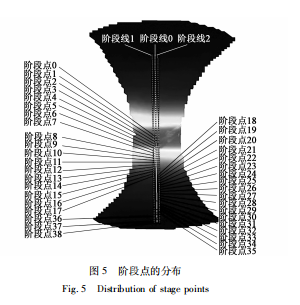 阶段线1 阶段线0 阶段线2
阶段点0
阶段点1
阶段点2
阶段点3
阶段点4
阶段点5
阶段点6
阶段点7
阶段点8
阶段点9
阶段点10
阶段点11
阶段点12
阶段点13
阶段点14
阶段点15
阶段点16
阶段点17
阶段点36
阶段点37
阶段点38
阶段点18
阶段点19
阶段点20
阶段点21
阶段点22
阶段点23
阶段点24
阶段点25
阶段点26
阶段点27
阶段点28
阶段点29
阶段点30
阶段点31
阶段点32
阶段点33
阶段点34
阶段点35
图 5 阶段点的分布
Fig. 5 Distribution of stage points